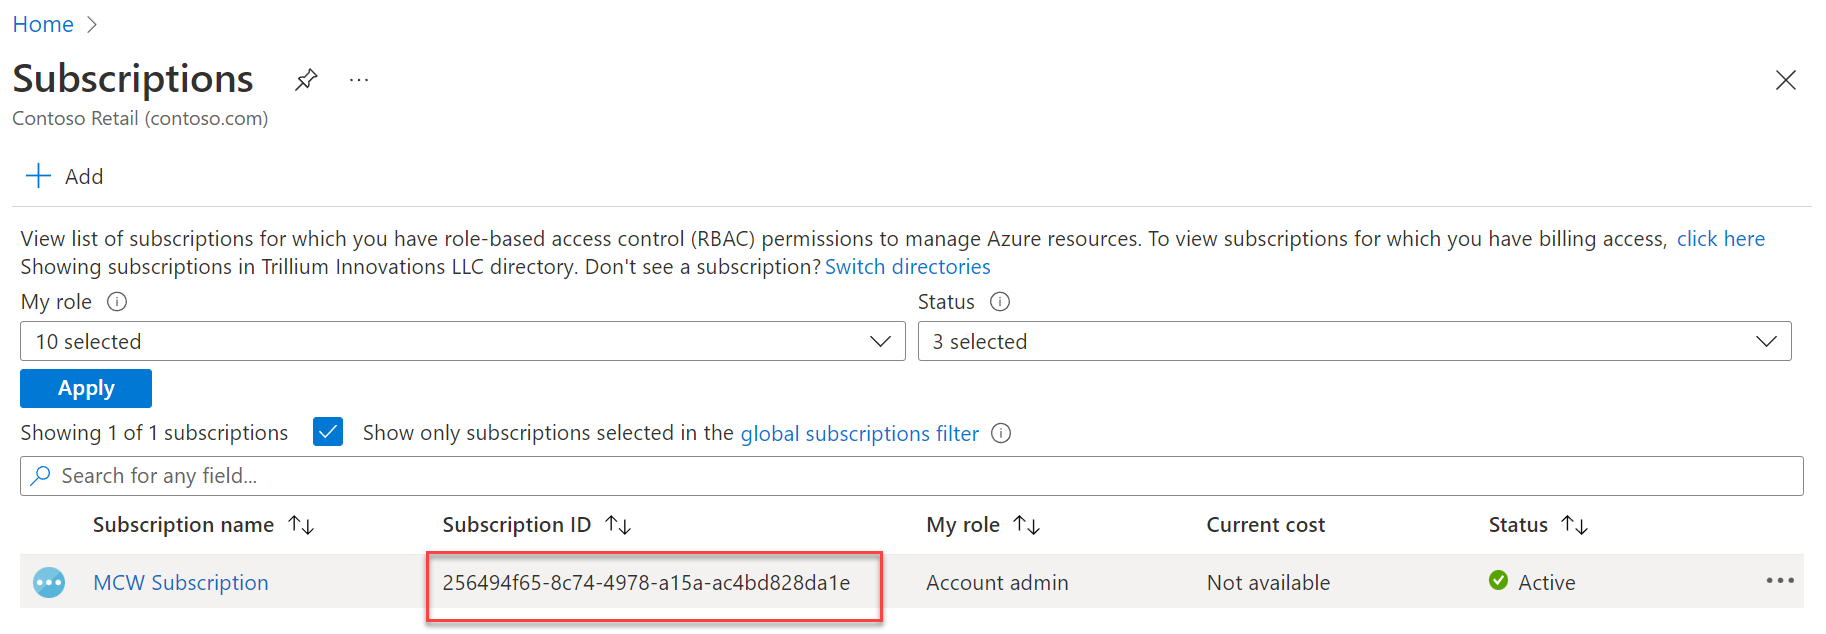 Home
Subscriptions
Contoso Retail (contoso.com)
Add
View list of subscriptions for which you have role-based access control (RBAC) permissions to manage Azure resources. To view subscriptions for which you have billing access, click here
Showing subscriptions in Trillium Innovations LLC directory. Don't see a subscription? Switch directories
My role Status
10 selected 3 selected
Apply
Showing 1 of 1 subscriptions Show only subscriptions selected in the global subscriptions filter
Search for any field...
Subscription name Subscription ID My role Current cost Status
MCW Subscription 256494f65-8c74-4978-a15a-ac4bd828da1e Account admin Not available Active